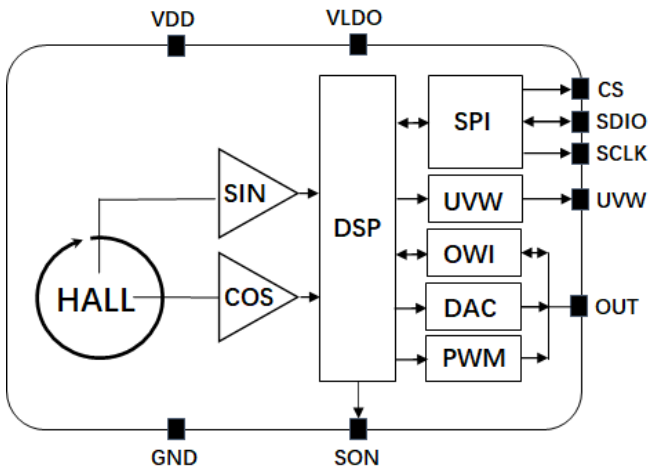 VDD
VLDO
CS
SPI
SDIO
SCLK
SIN
UVW
UVW
DSP
OWI
HALL
COS
DAC
OUT
PWM
GND
SON